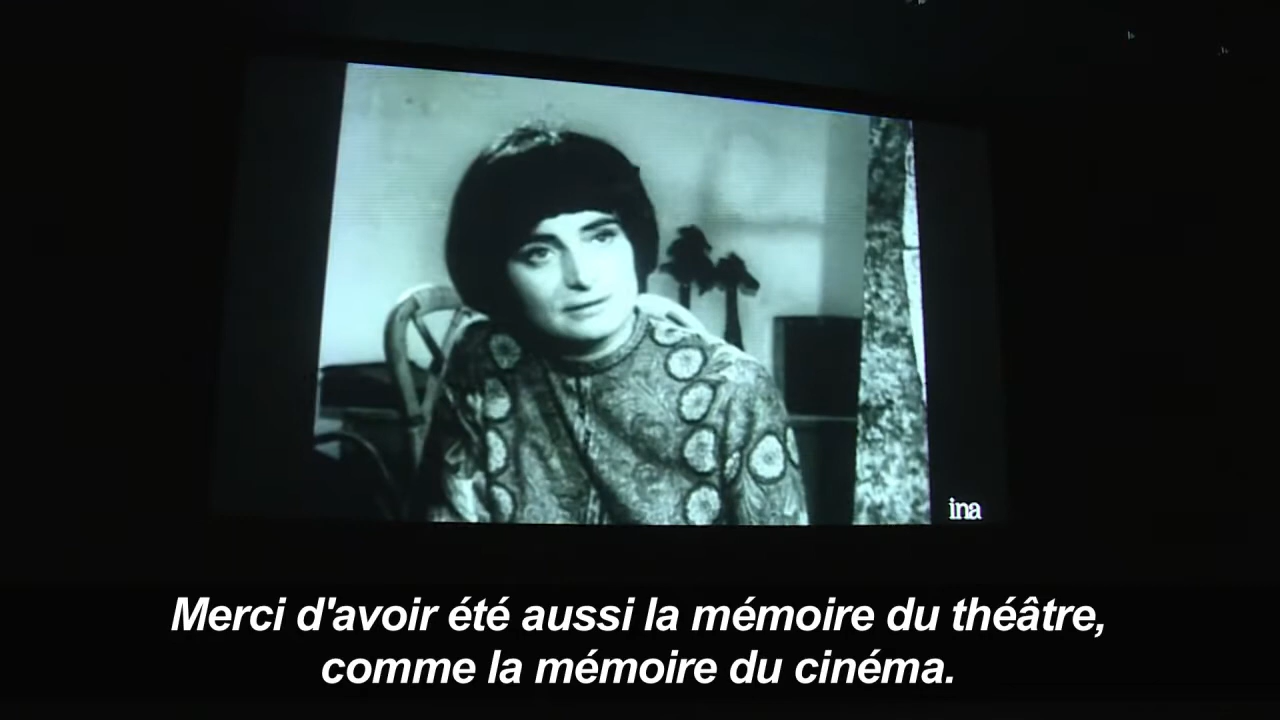 ina
Merci d'avoir été aussi la mémoire du théâtre,
comme la mémoire du cinéma.